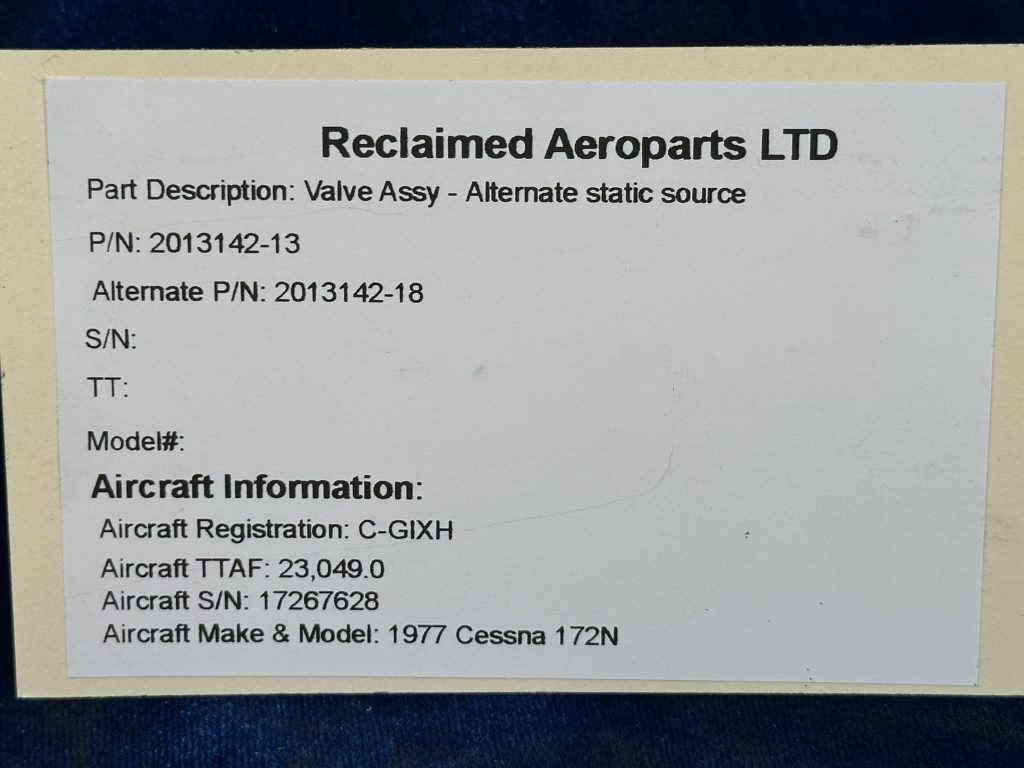 Reclaimed Aeroparts LTD
Part Description: Valve Assy - Alternate static source
P/N: 2013142-13
Alternate P/N: 2013142-18
S/N:
TT:
Model#:
Aircraft Information:
Aircraft Registration: C-GIXH
Aircraft TTAF: 23,049.0
Aircraft S/N: 17267628
Aircraft Make & Model: 1977 Cessna 172N